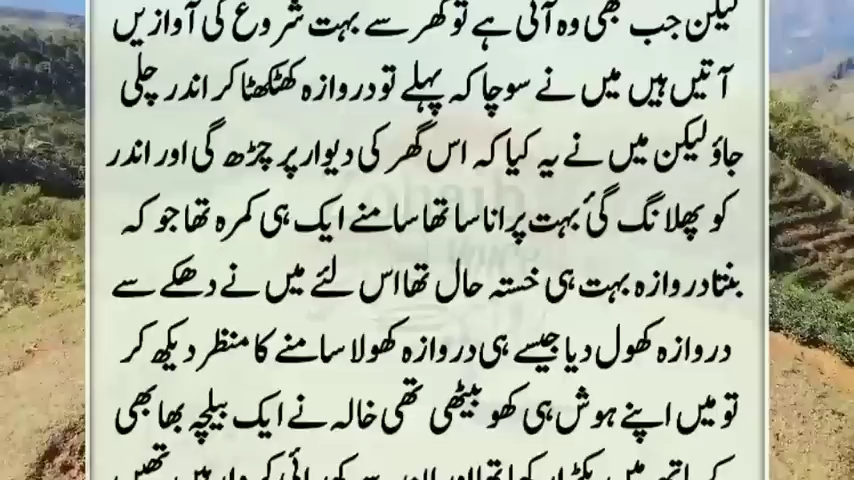 لیکن جب بھی وہ آتی ہے تو گھر سے بہت شروع کی آوازیں
آتیں ہیں میں نے سوچا کہ پہلے تو دروازہ کھٹکھٹا کر اندر چلی
جاؤ لیکن میں نے یہ کیا کہ اس گھر کی دیوار پر چڑھ گی اور اندر
کو پھلانگ گئ بہت پرانا سا تھا سامنے ایک ہی کمرہ تھا جو کہ
بنتا دروازہ بہت ہی خستہ حال تھا اس لئے میں نے دھکے سے
دروازہ کھول دیا جیسے ہی دروازہ کھولا سامنے کا منظر دیکھ کر
تو میں اپنے ہوش ہی کھو بیٹھی تھی خالہ نے ایک بیلچہ بھابھی